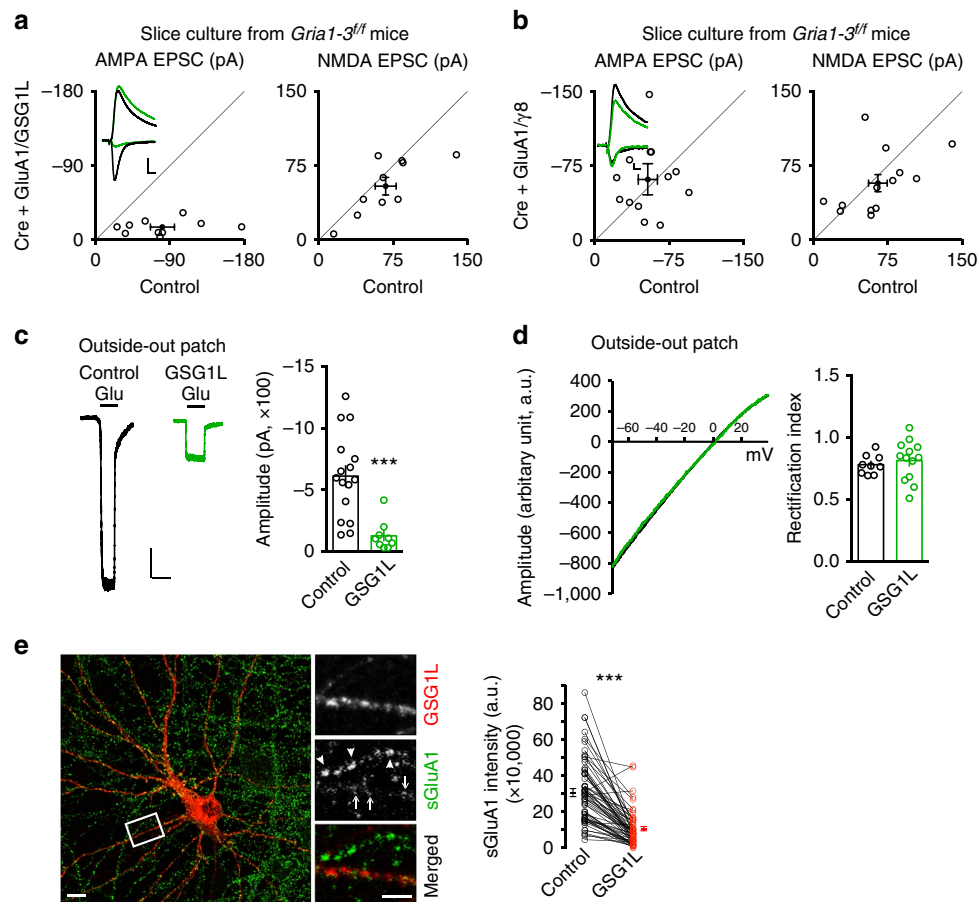 a
Slice culture from Gria1-3f/f mice
AMPA EPSC (pA)
NMDA EPSC (pA)
Cre + GluA1/GSG1L
–180
–90
0
0
–90
–180
150
75
0
0
75
150
Control
Control
b
Slice culture from Gria1-3f/f mice
AMPA EPSC (pA)
NMDA EPSC (pA)
Cre + GluA1/γ8
–150
–75
0
0
–75
–150
150
75
0
0
75
150
Control
Control
c
Outside-out patch
Control
GSG1L
Glu
Glu
Amplitude (pA, ×100)
–15
–10
–5
0
***
Control
GSG1L
d
Outside-out patch
Amplitude (arbitary unit, a.u.)
400
200
0
–200
–400
–600
–800
–1,000
–60
–40
–20
0
20
mV
Rectification index
1.5
1.0
0.5
0.0
Control
GSG1L
e
GSG1L
sGluA1
Merged
sGluA1 intensity (a.u.)
(×10,000)
80
60
40
20
0
***
Control
GSG1L